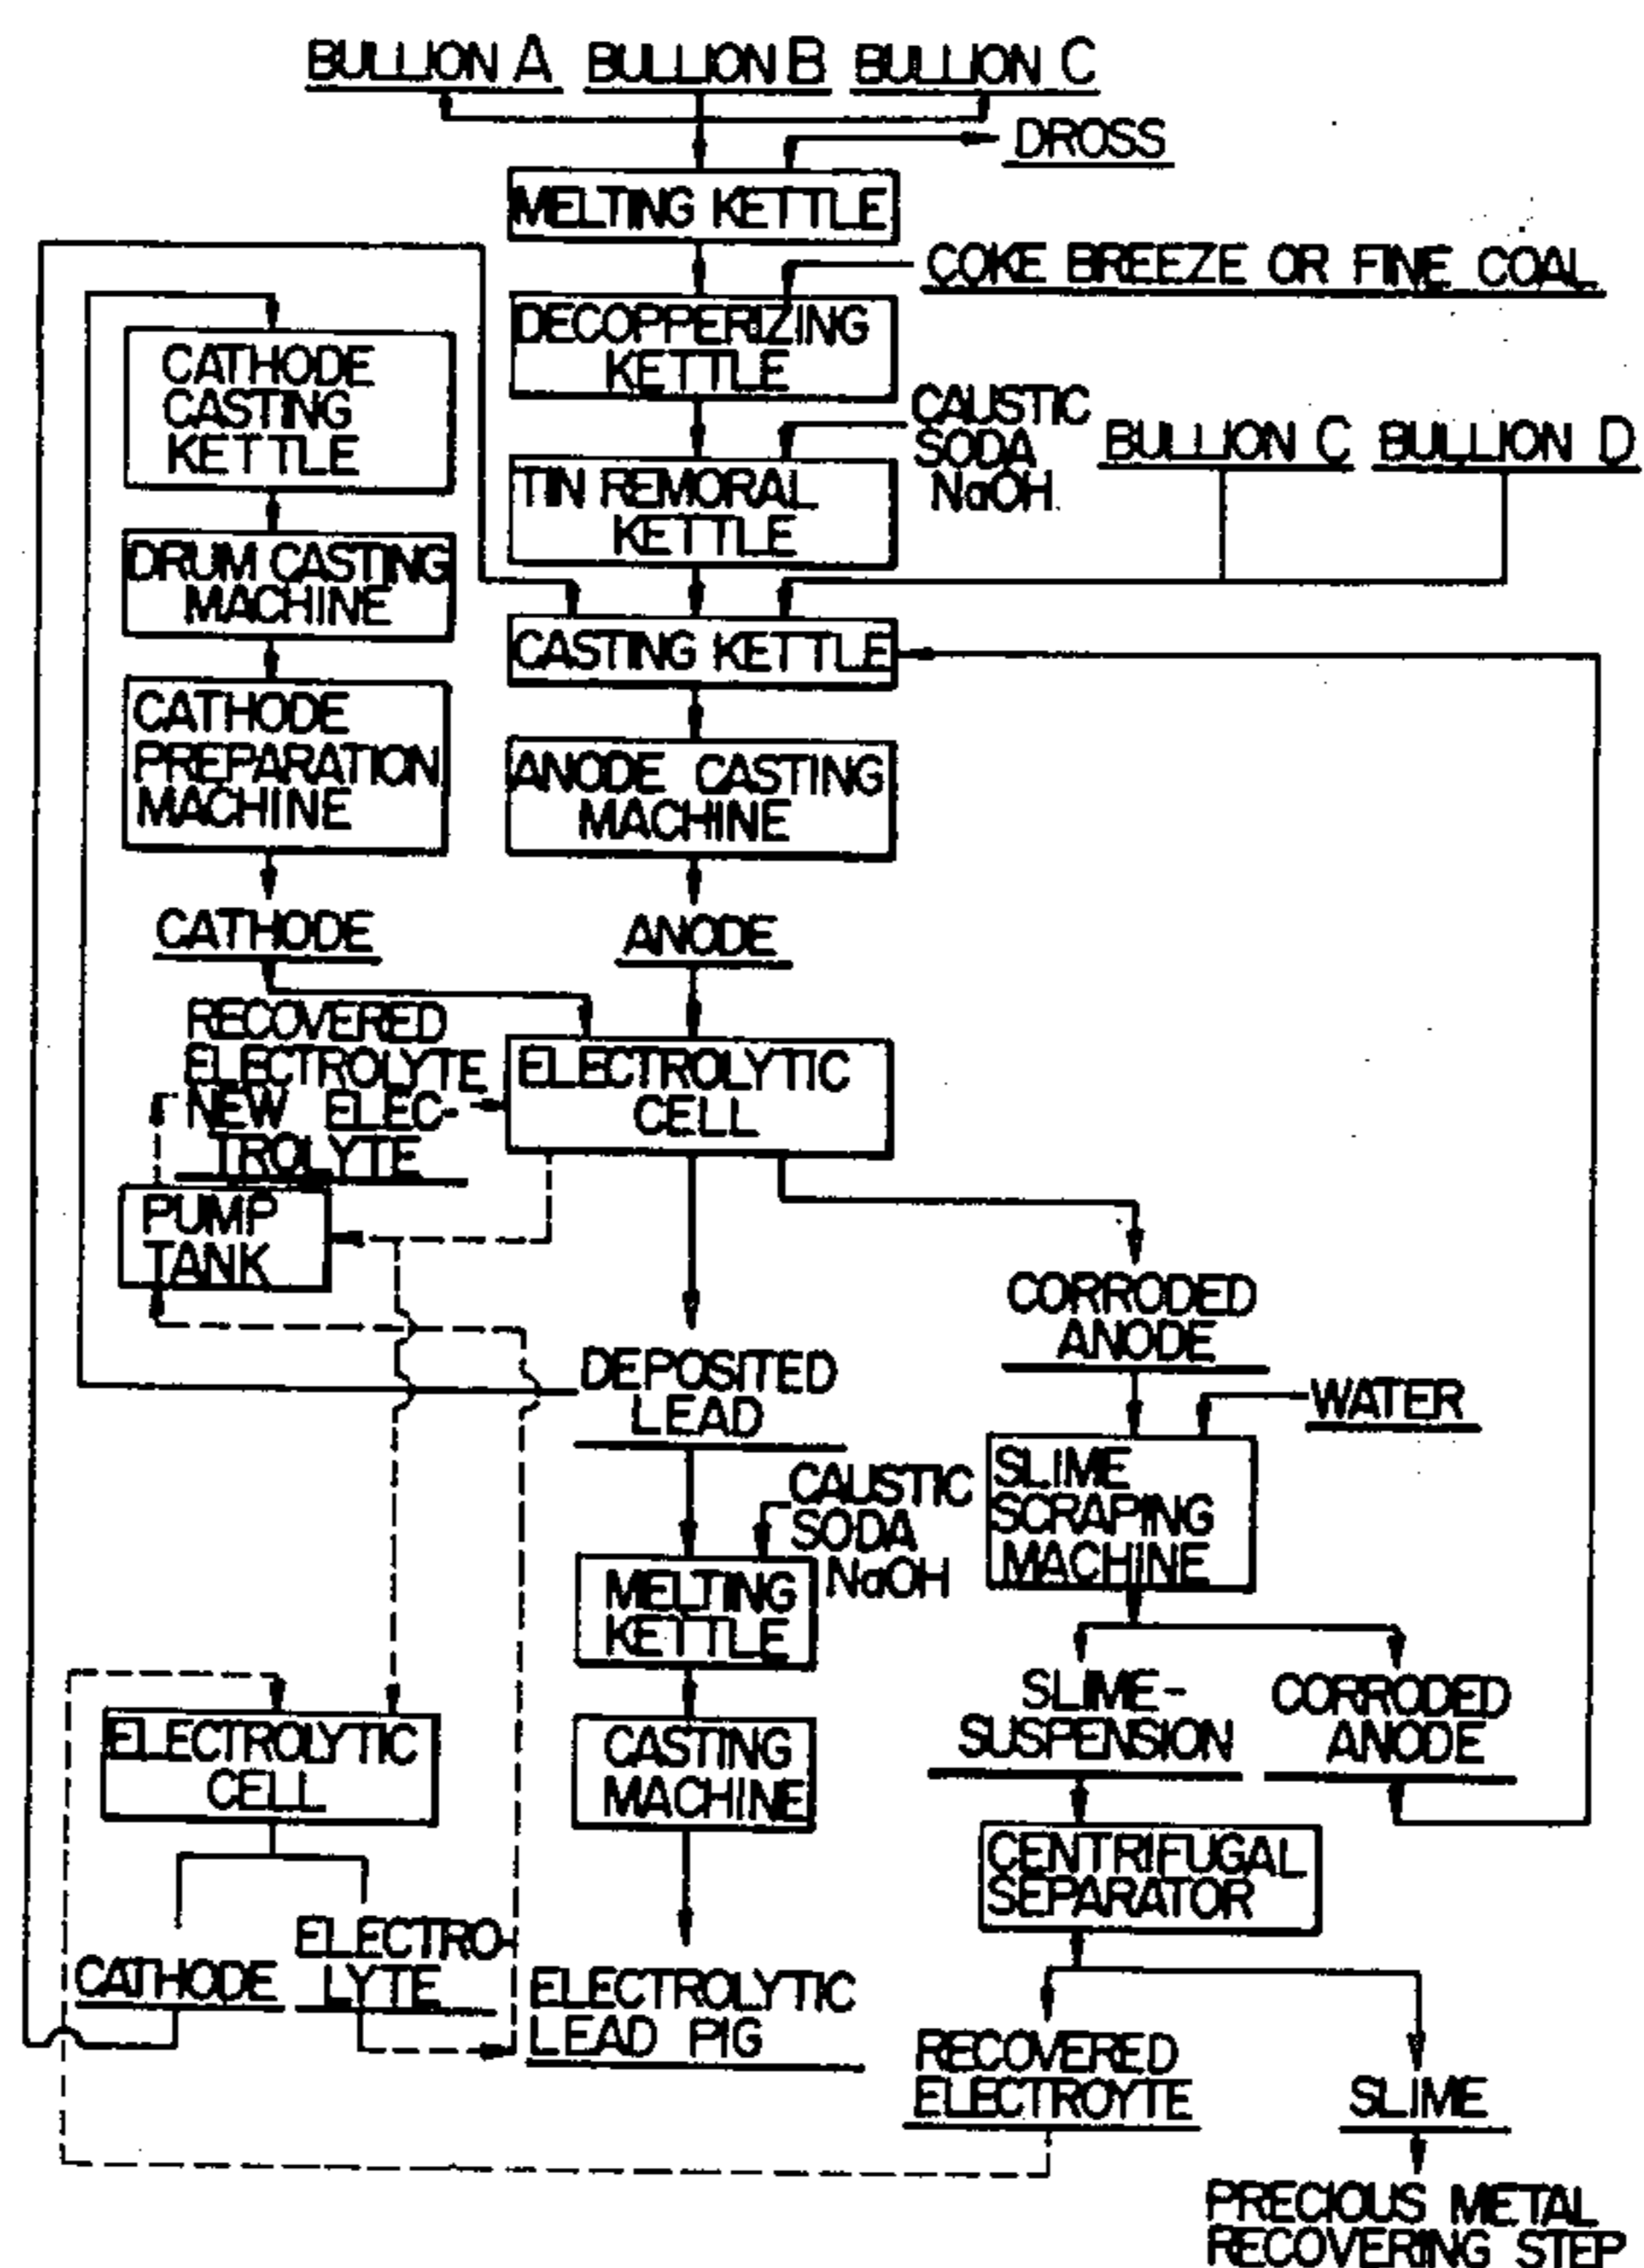 BULLION A BULLION B BULLION C
DROSS
MELTING KETTLE
COKE BREEZE OR FINE COAL
DECOPPERIZING
KETTLE
CATHODE
CASTING
KETTLE
CAUSTIC
SODA
NaOH
BULLION C BULLION D
TIN REMORAL
KETTLE
DRUM CASTING
MACHINE
CASTING KETTLE
CATHODE
PREPARATION
MACHINE
ANODE CASTING
MACHINE
CATHODE
ANODE
RECOVERED
ELECTROLYTE
NEW ELEC-
TROLYTE
ELECTROLYTIC
CELL
PUMP
TANK
CORRODED
ANODE
DEPOSITED
LEAD
WATER
CAUSTIC
SODA
NaOH
SLIME
SCRAPING
MACHINE
MELTING
KETTLE
SLIME-
SUSPENSION
CORRODED
ANODE
ELECTROLYTIC
CELL
CASTING
MACHINE
CENTRIFUGAL
SEPARATOR
CATHODE
ELECTRO-
LYTE
ELECTROLYTIC
LEAD PIG
RECOVERED
ELECTROYTE
SLIME
PRECIOUS METAL
RECOVERING STEP